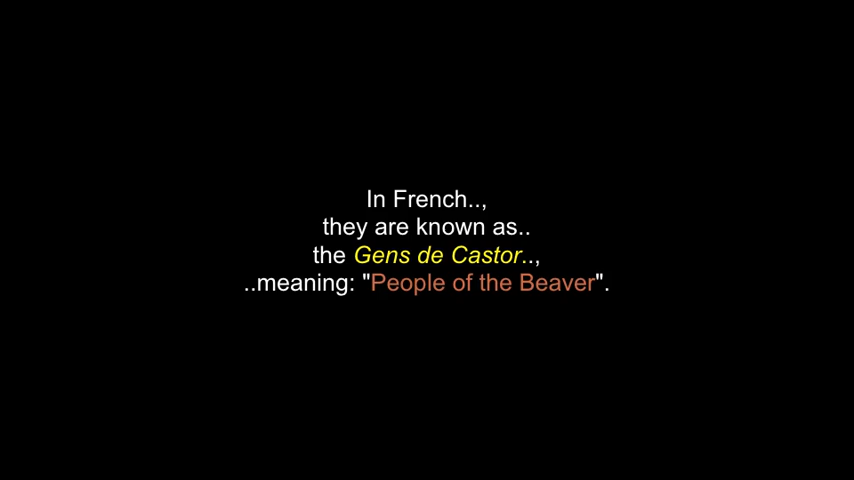 In French..,
they are known as..
the Gens de Castor..,
..meaning: "People of the Beaver".